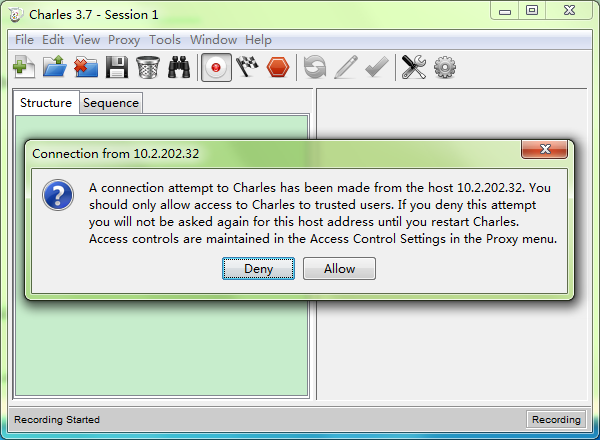 Charles 3.7 - Session 1
File Edit View Proxy Tools Window Help
Structure Sequence
Connection from 10.2.202.32
A connection attempt to Charles has been made from the host 10.2.202.32. You
should only allow access to Charles to trusted users. If you deny this attempt
you will not be asked again for this host address until you restart Charles.
Access controls are maintained in the Access Control Settings in the Proxy menu.
Deny Allow
Recording Started Recording